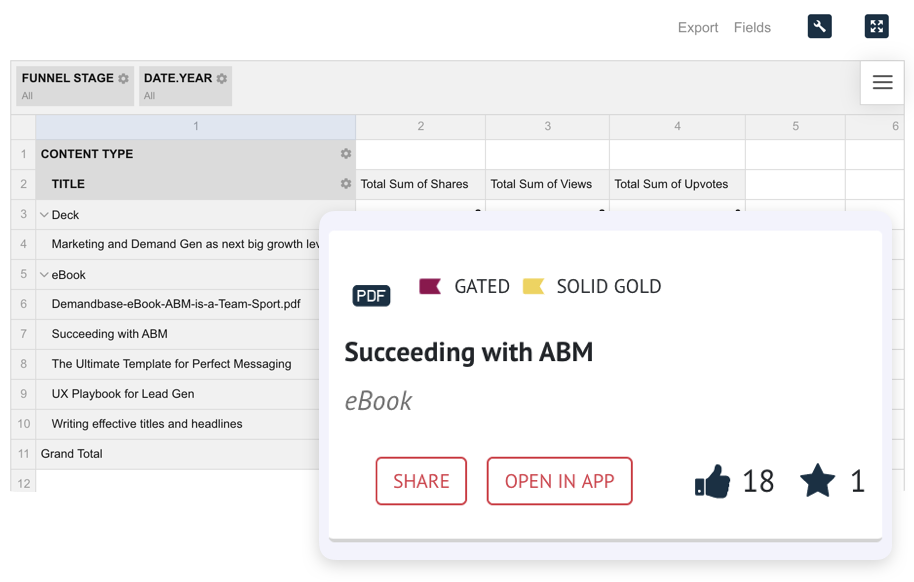 Export Fields
FUNNEL STAGE DATE.YEAR
All All
1 2 3 4 5 6
1 CONTENT TYPE
2 TITLE Total Sum of Shares Total Sum of Views Total Sum of Upvotes
3 Deck
4 Marketing and Demand Gen as next big growth
5 eBook
6 Demandbase-eBook-ABM-is-a-Team-Sport.pdf
7 Succeeding with ABM
8 The Ultimate Template for Perfect Messaging
9 UX Playbook for Lead Gen
10 Writing effective titles and headlines
11 Grand Total
12
PDF GATED SOLID GOLD
Succeeding with ABM
eBook
SHARE OPEN IN APP 18 1